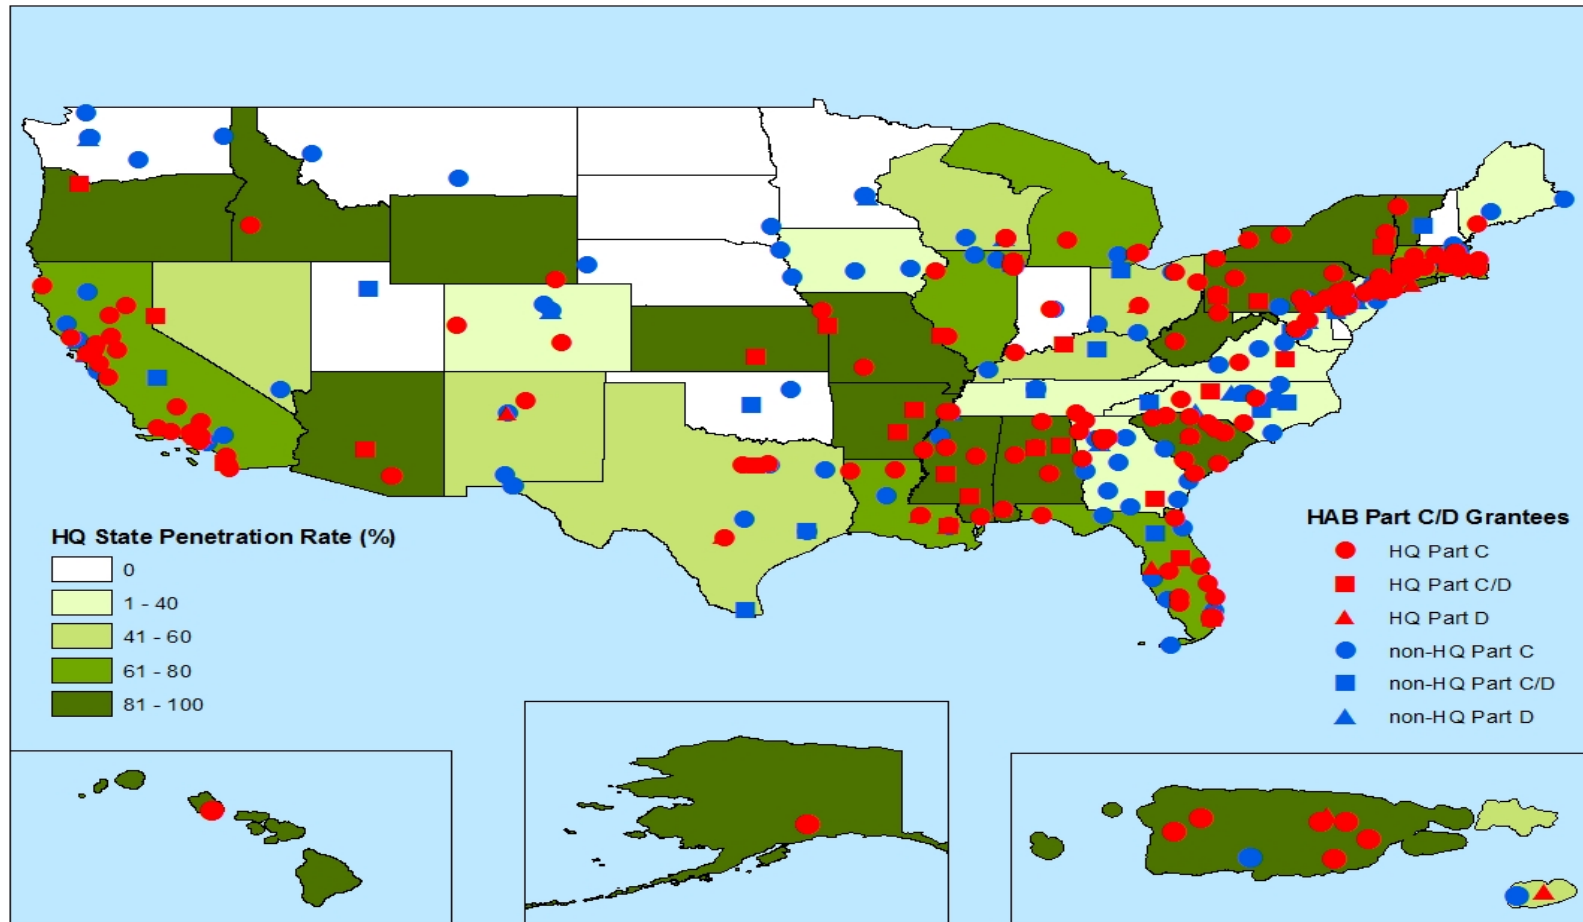 HQ State Penetration Rate (%)
0
1 - 40
41 - 60
61 - 80
81 - 100
HAB Part C/D Grantees
HQ Part C
HQ Part C/D
HQ Part D
non-HQ Part C
non-HQ Part C/D
non-HQ Part D